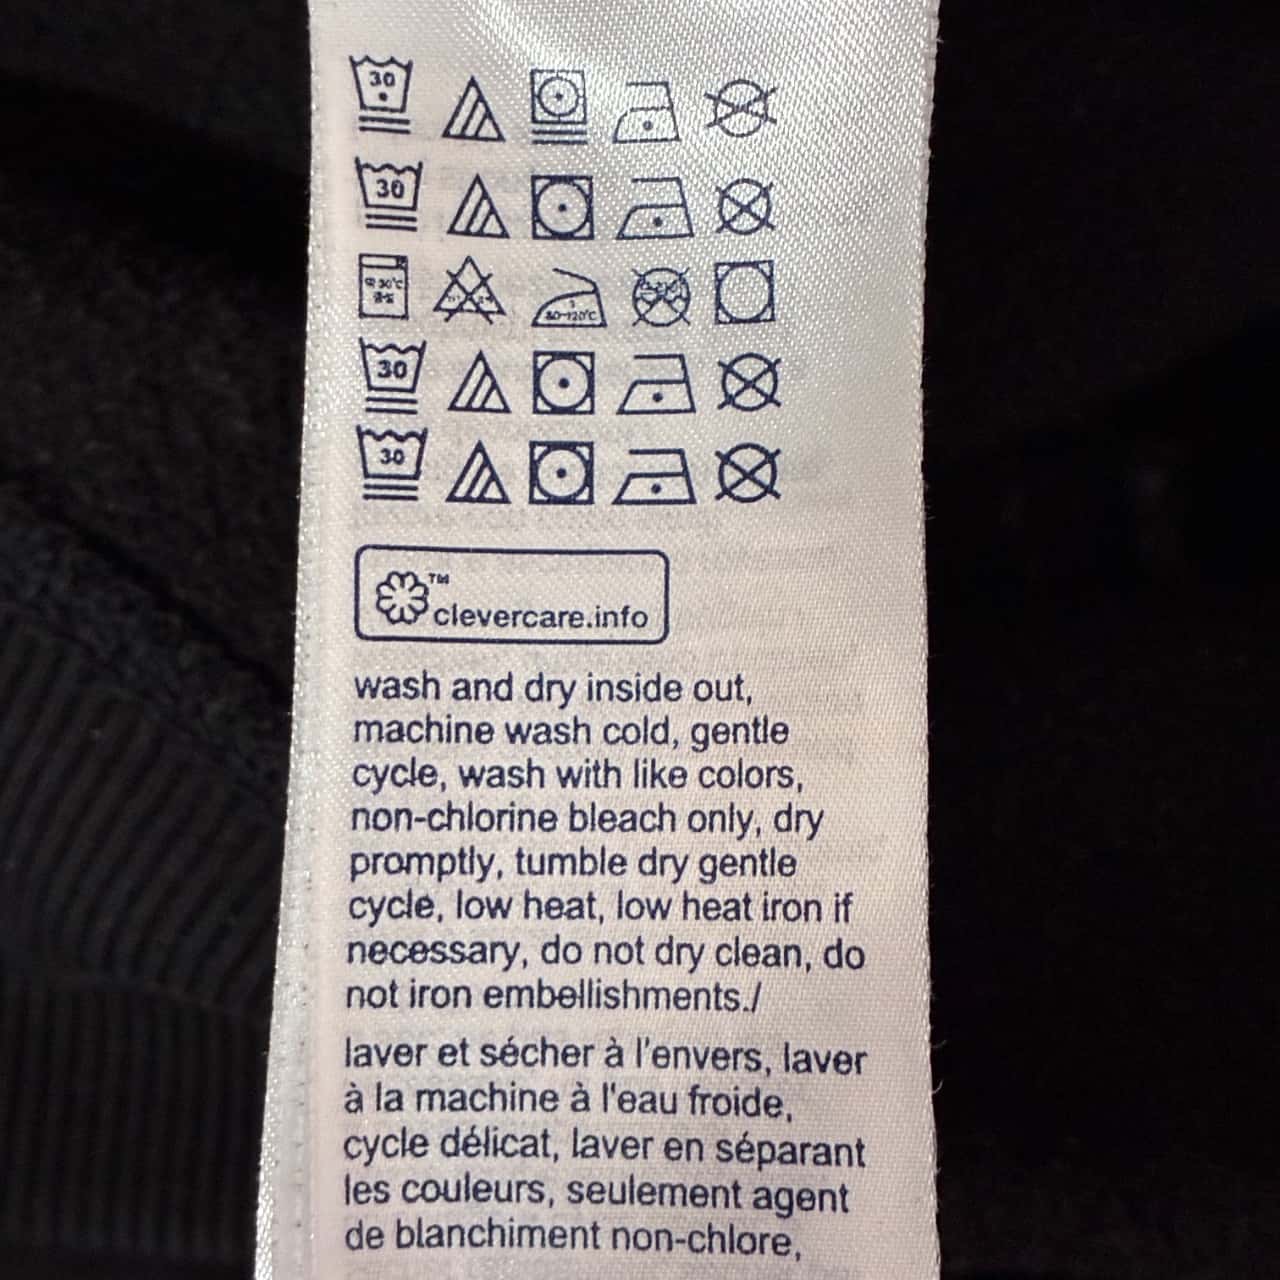 30
30
30
30
TM
clevercare.info
wash and dry inside out,
machine wash cold, gentle
cycle, wash with like colors,
non-chlorine bleach only, dry
promptly, tumble dry gentle
cycle, low heat, low heat iron if
necessary, do not dry clean, do
not iron embellishments./
laver et sécher à l'envers, laver
à la machine à l'eau froide,
cycle délicat, laver en séparant
les couleurs, seulement agent
de blanchiment non-chlore,